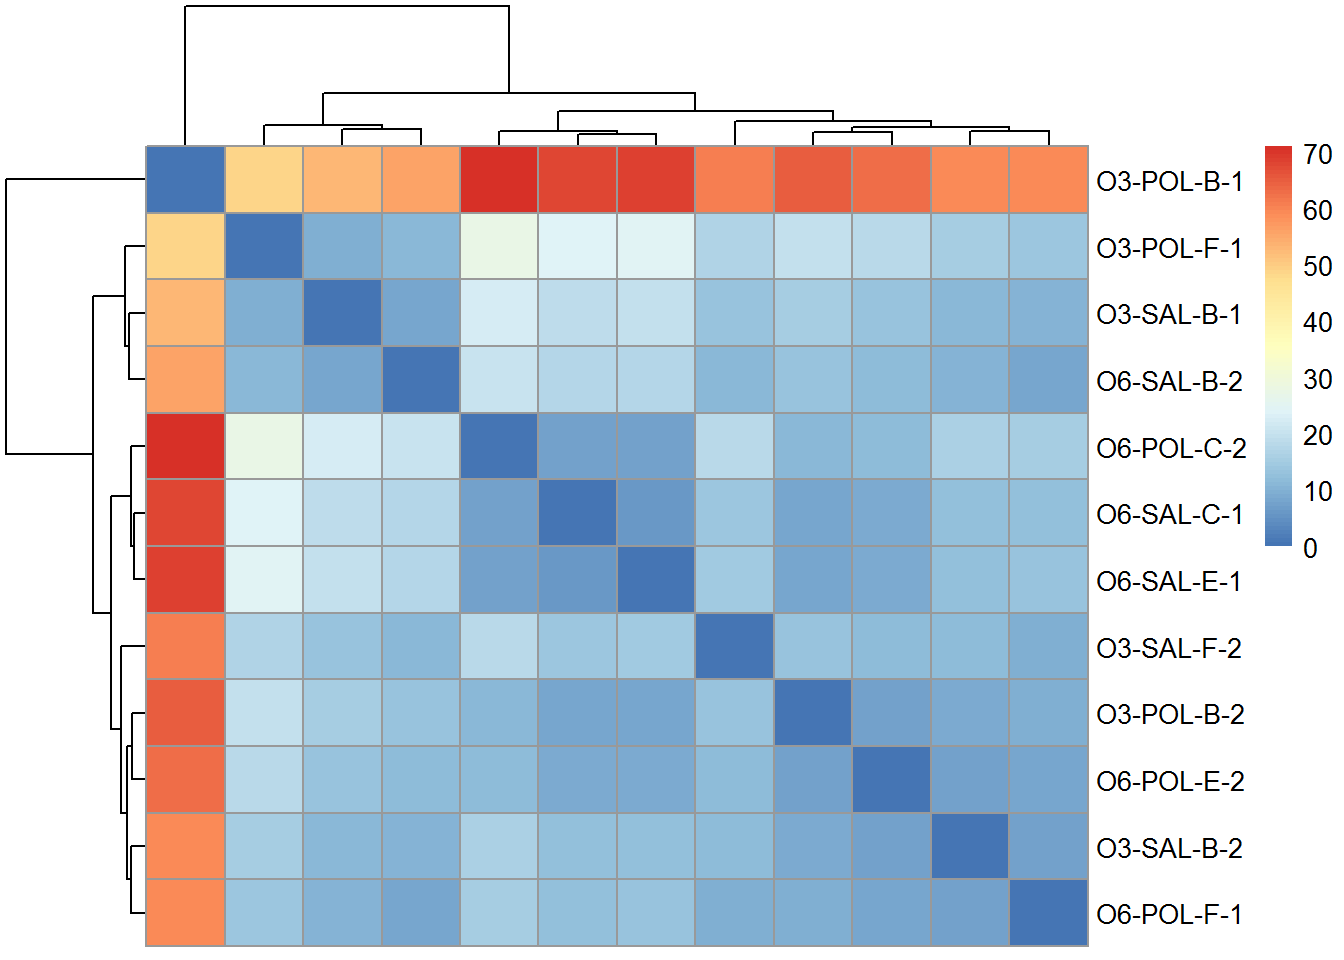 O3-POL-B-1
O3-POL-F-1
O3-SAL-B-1
O6-SAL-B-2
O6-POL-C-2
O6-SAL-C-1
O6-SAL-E-1
O3-SAL-F-2
O3-POL-B-2
O6-POL-E-2
O3-SAL-B-2
O6-POL-F-1
70
60
50
40
30
20
10
0